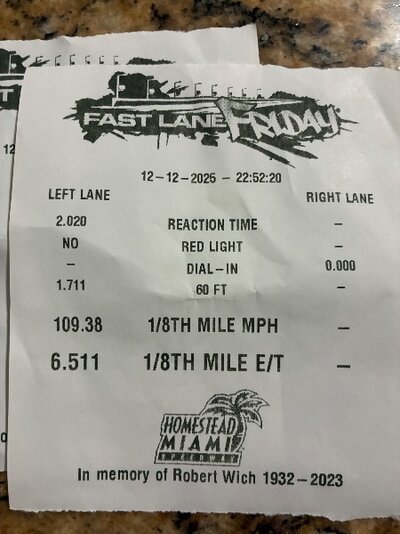 FAST LANE FRIDAY
12-12-2025 - 22:52:20
LEFT LANE RIGHT LANE
2.020 REACTION TIME -
NO RED LIGHT -
- DIAL-IN 0.000
1.711 60 FT -
109.38 1/8TH MILE MPH -
6.511 1/8TH MILE E/T -
HOMESTEAD
MIAMI
SPEEDWAY
In memory of Robert Wich 1932-2023